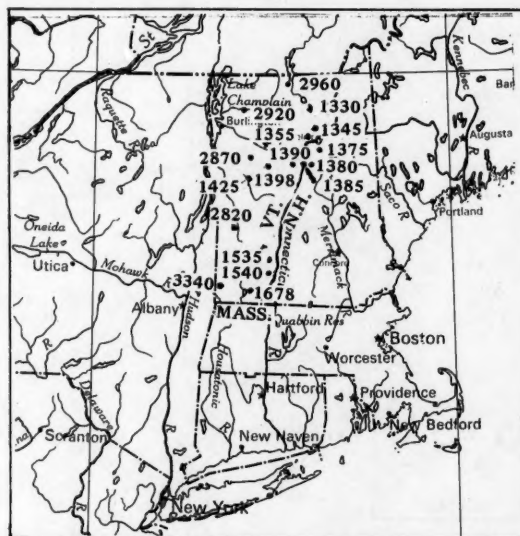 St.
Kennebec
Lake
2960
Champlain
1330
2920
Raquette
Burlington
1345
1355
Augusta
1375
2870
1390
1380
1398
1385
1425
Saco R
Portland
2820
VT.
N.H.
Oneida
Lake
Merrimack
Connecticut
R
Utica
Mohawk
1535
1540
3340
1678
Albany
Hudson
MASS.
Quabbin Res
Boston
Worcester
Housatonic
Delaware
R
Hartford
Providence
Scranton
New Bedford
New Haven
R
R
New York